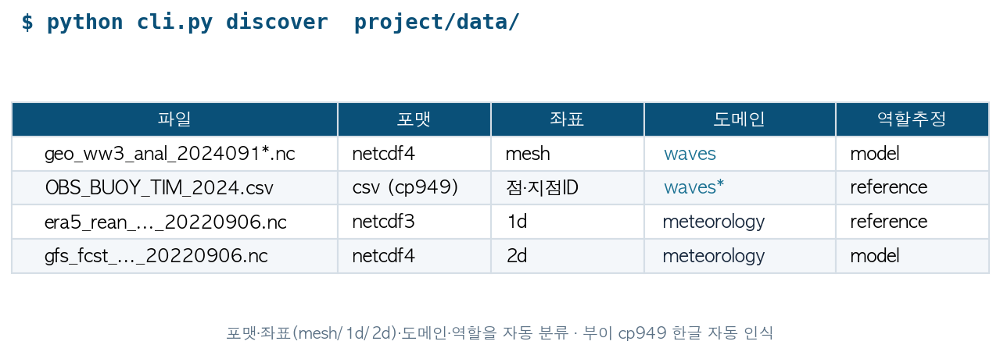 $ python cli.py discover  project/data/
파일 포맷 좌표 도메인 역할추정
geo_ww3_anal_2024091*.nc netcdf4 mesh waves model
OBS_BUOY_TIM_2024.csv csv (cp949) 점·지점ID waves* reference
era5_rean_..._20220906.nc netcdf3 1d meteorology reference
gfs_fcst_..._20220906.nc netcdf4 2d meteorology model
포맷·좌표(mesh/1d/2d)·도메인·역할을 자동 분류 · 부이 cp949 한글 자동 인식